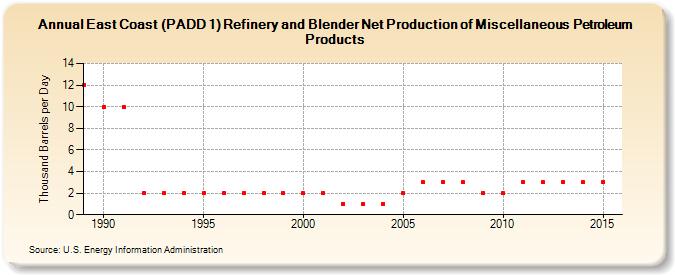 Annual East Coast (PADD 1) Refinery and Blender Net Production of Miscellaneous Petroleum
Products
Thousand Barrels per Day
14
12
10
8
6
4
2
0
1990 1995 2000 2005 2010 2015
Source: U.S. Energy Information Administration